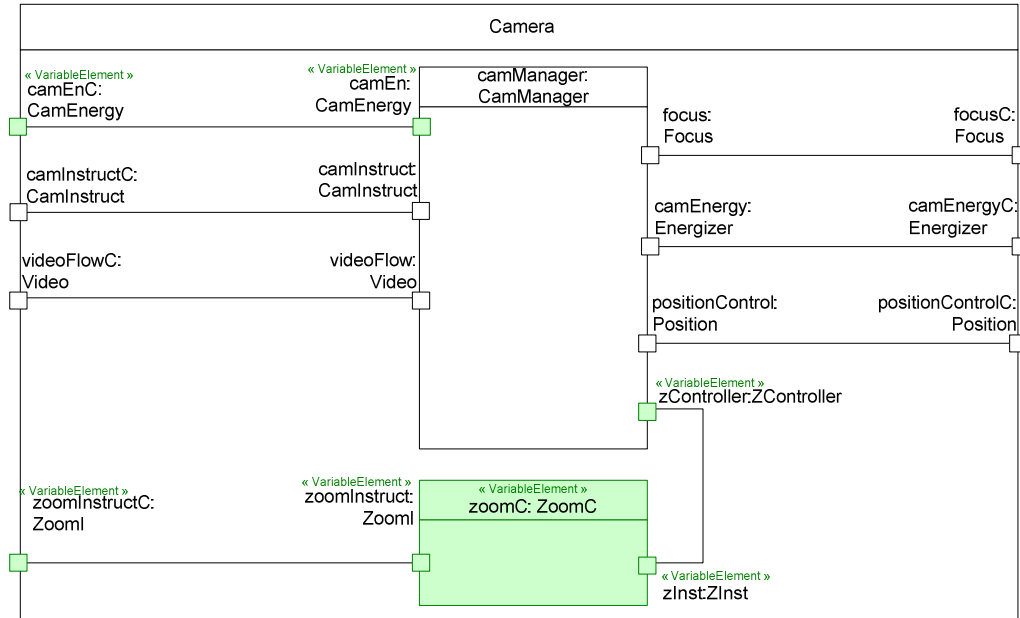 Camera
« VariableElement »
camEnC:
CamEnergy
« VariableElement »
camEn:
CamEnergy
camManager:
CamManager
focus:
Focus
focusC:
Focus
camInstructC:
CamInstruct
camInstruct:
CamInstruct
camEnergy:
Energizer
camEnergyC:
Energizer
videoFlowC:
Video
videoFlow:
Video
positionControl:
Position
positionControlC:
Position
« VariableElement »
zController:ZController
« VariableElement »
zoomInstructC:
ZoomI
« VariableElement »
zoomInstruct:
ZoomI
« VariableElement »
zoomC: ZoomC
« VariableElement »
zInst:ZInst